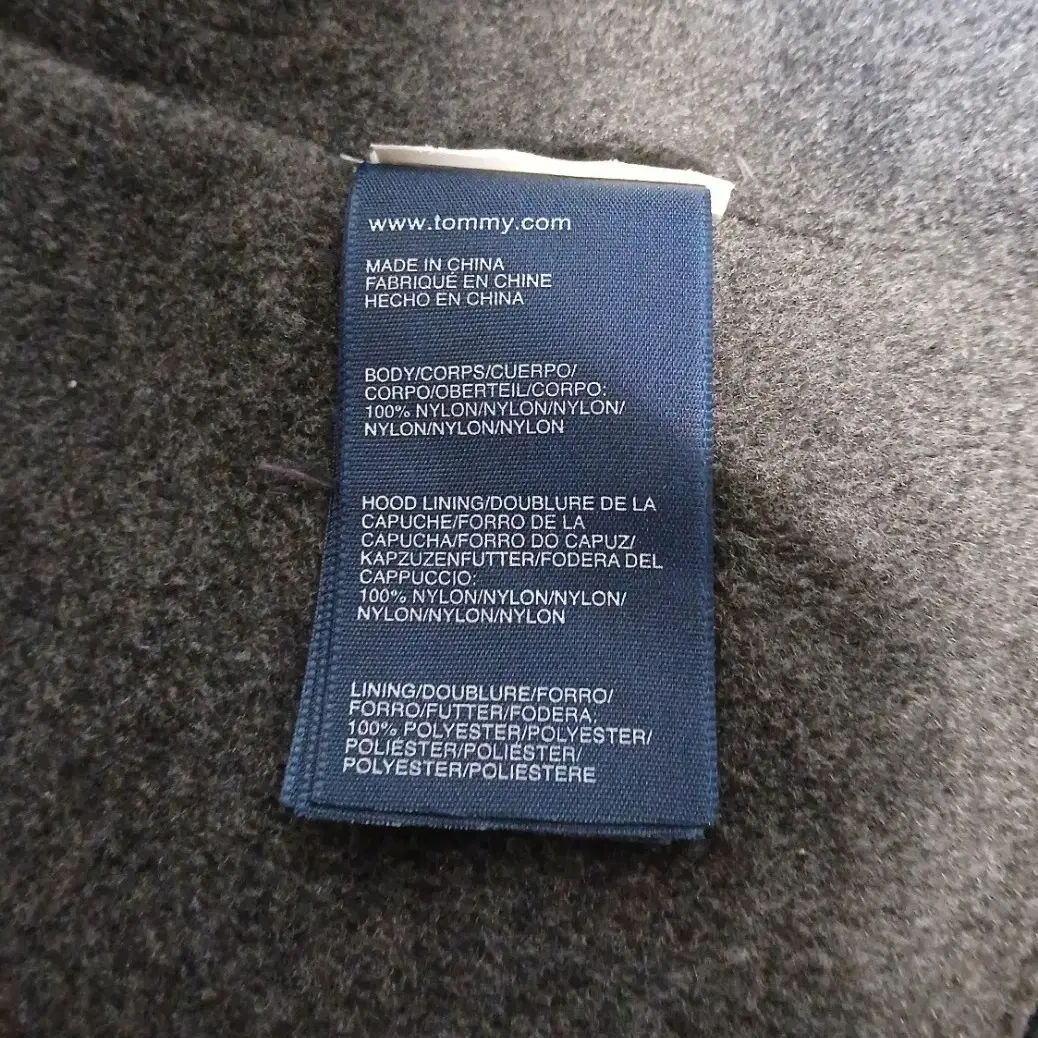 www.tommy.com
MADE IN CHINA
FABRIQUÉ EN CHINE
HECHO EN CHINA
BODY/CORPS/CUERPO/
CORPO/OBERTEIL/CORPO:
100% NYLON/NYLON/NYLON/
NYLON/NYLON/NYLON
HOOD LINING/DOUBLURE DE LA
CAPUCHE/FORRO DE LA
CAPUCHA/FORRO DO CAPUZ/
KAPZUZENFUTTER/FODERA DEL
CAPPUCCIO:
100% NYLON/NYLON/NYLON/
NYLON/NYLON/NYLON
LINING/DOUBLURE/FORRO/
FORRO/FUTTER/FODERA,
100% POLYESTER/POLYESTER/
POLIÉSTER/POLIÉSTER/
POLYESTER/POLIESTERE